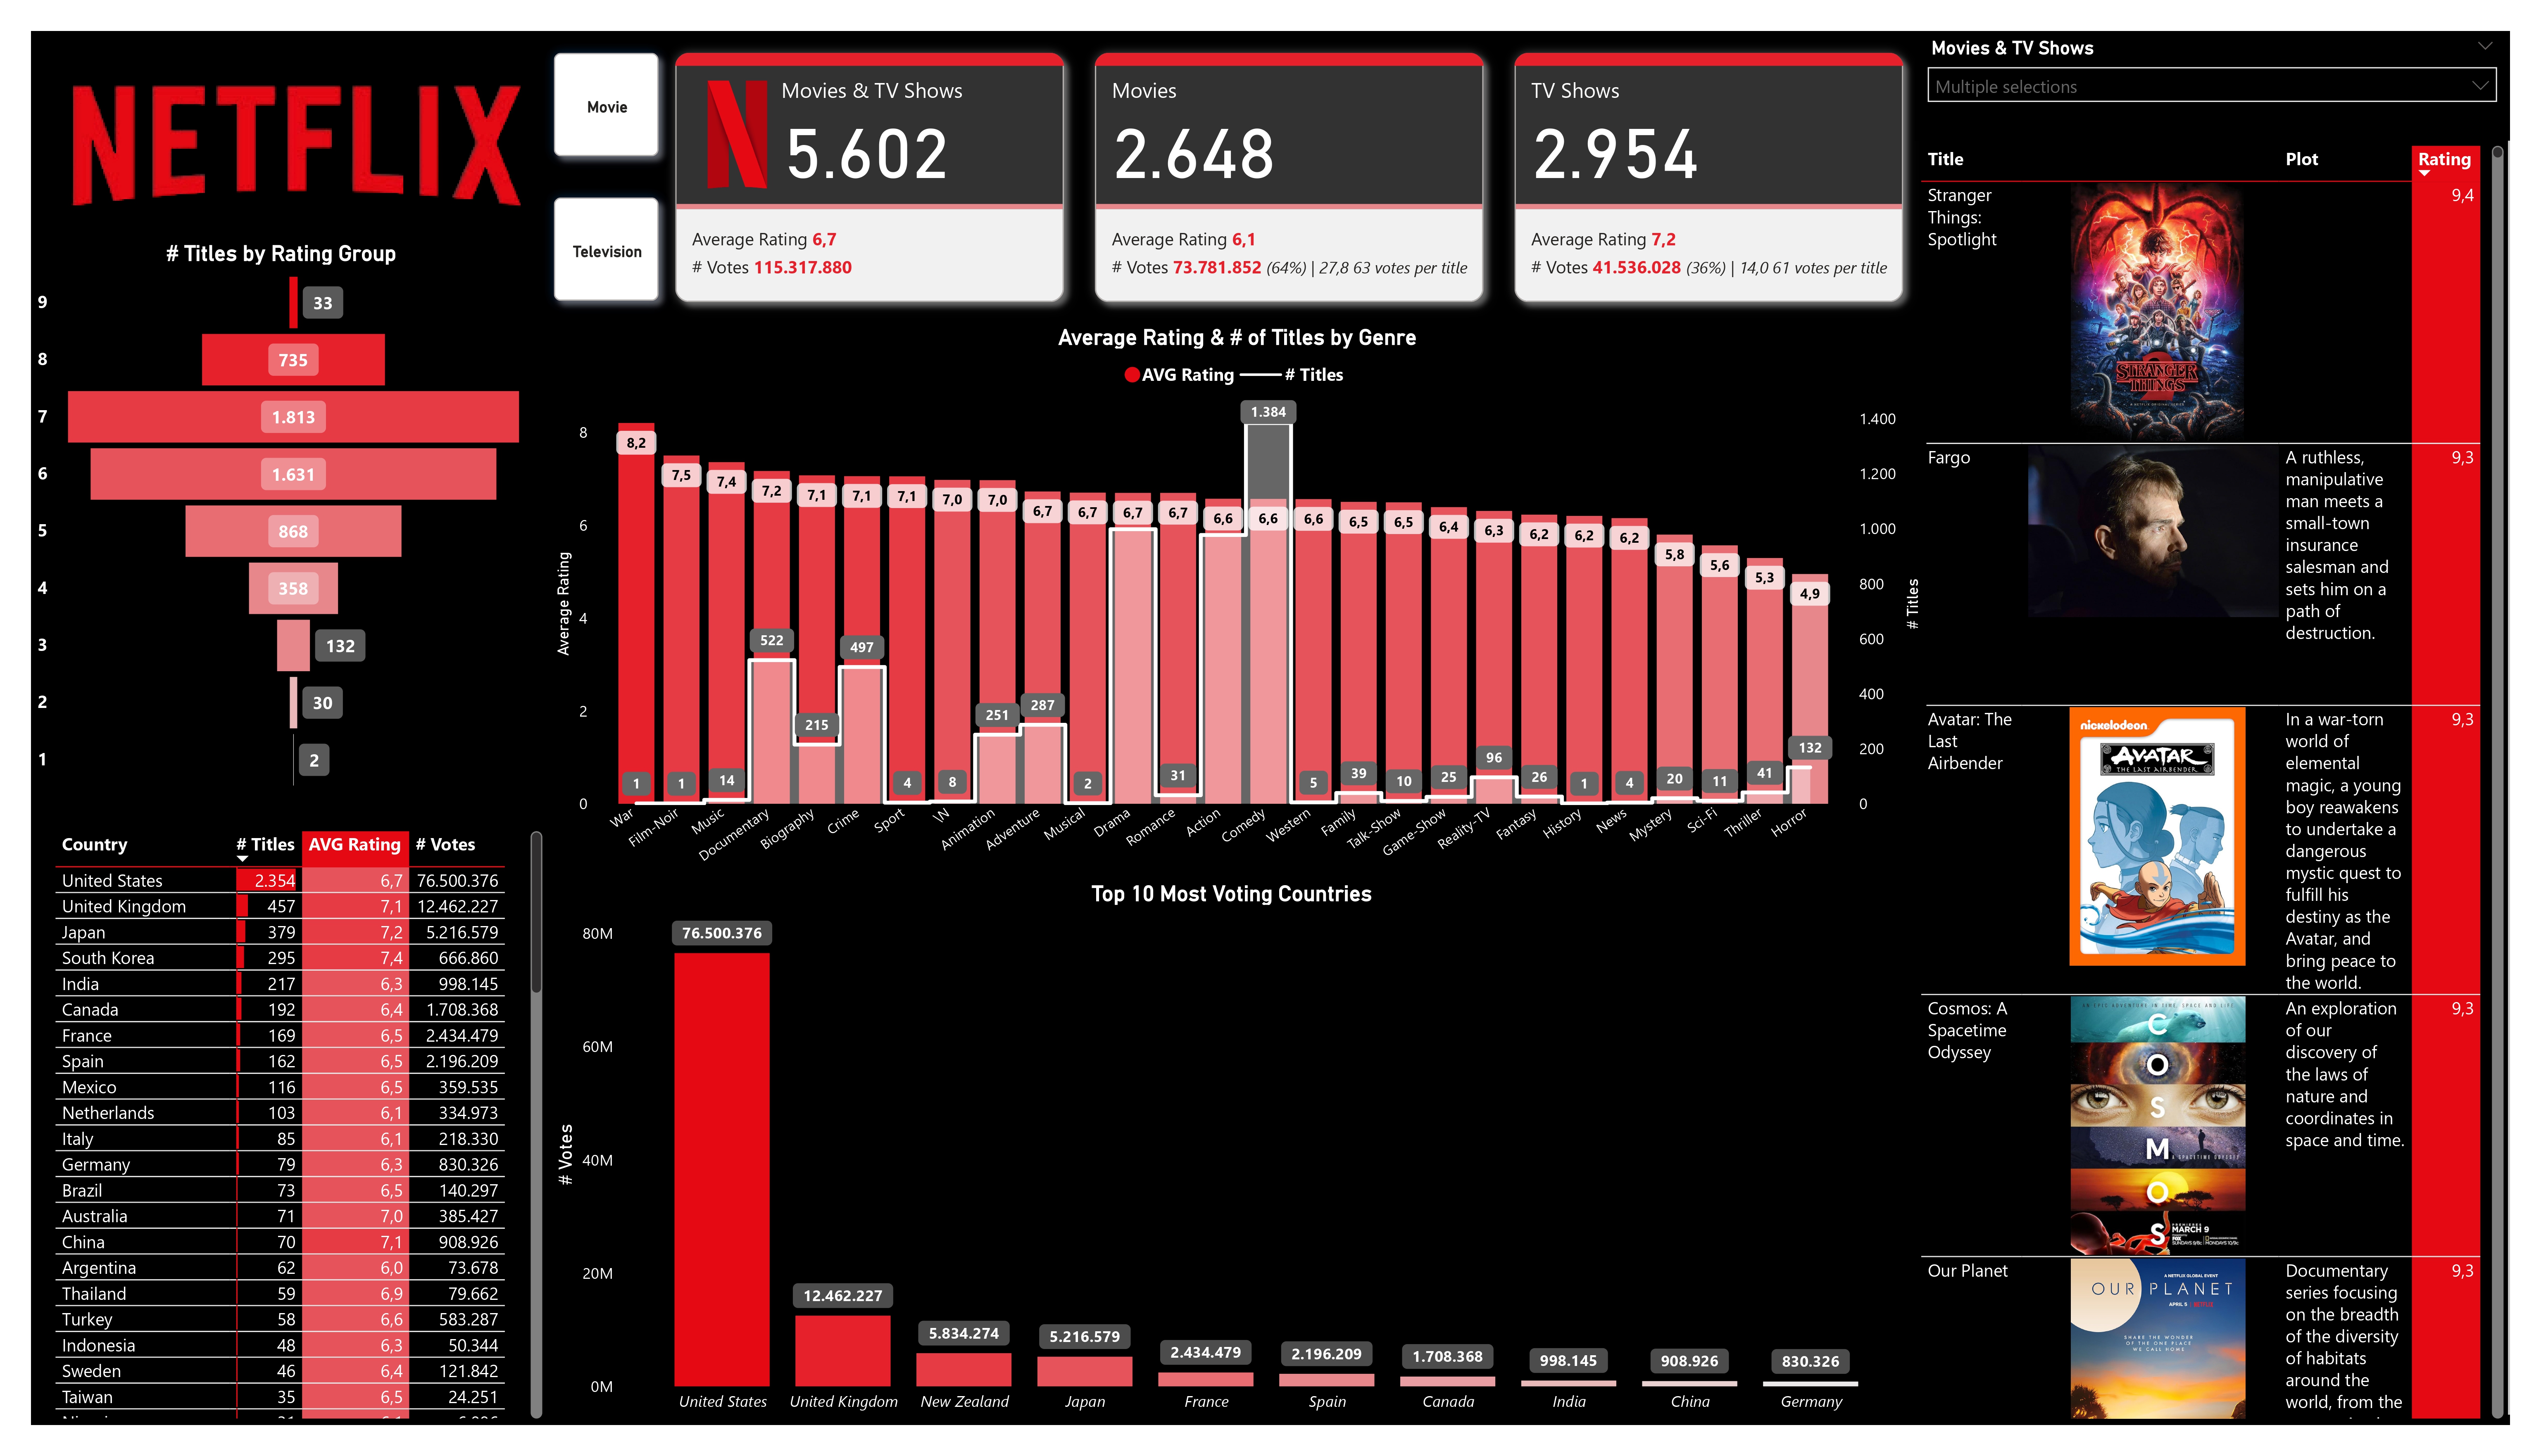 NETFLIX
# Titles by Rating Group
9
33
8
735
7
1.813
6
1.631
5
868
4
358
3
132
2
30
1
2
Country # Titles AVG Rating # Votes
United States 2.354 6,7 76.500.376
United Kingdom 457 7,1 12.462.227
Japan 379 7,2 5.216.579
South Korea 295 7,4 666.860
India 217 6,3 998.145
Canada 192 6,4 1.708.368
France 169 6,5 2.434.479
Spain 162 6,5 2.196.209
Mexico 116 6,5 359.535
Netherlands 103 6,1 334.973
Italy 85 6,1 218.330
Germany 79 6,3 830.326
Brazil 73 6,5 140.297
Australia 71 7,0 385.427
China 70 7,1 908.926
Argentina 62 6,0 73.678
Thailand 59 6,9 79.662
Turkey 58 6,6 583.287
Indonesia 48 6,3 50.344
Sweden 46 6,4 121.842
Taiwan 35 6,5 24.251
Movie
Television
Movies & TV Shows
5.602
Average Rating 6,7
# Votes 115.317.880
Movies
2.648
Average Rating 6,1
# Votes 73.781.852 (64%) | 27,8 63 votes per title
TV Shows
2.954
Average Rating 7,2
# Votes 41.536.028 (36%) | 14,0 61 votes per title
Average Rating & # of Titles by Genre
AVG Rating # Titles
Average Rating
8
6
4
2
0
8,2 7,5 7,4 7,2 7,1 7,1 7,1 7,0 7,0 6,7 6,7 6,7 6,7 6,6 6,6 6,6 6,5 6,5 6,4 6,3 6,2 6,2 6,2 5,8 5,6 5,3 4,9
1 1 14 522 215 497 4 8 251 287 2 31 1.384 5 39 10 25 96 26 1 4 20 11 41 132
War Film-Noir Music Documentary Biography Crime Sport \N Animation Adventure Musical Drama Romance Action Comedy Western Family Talk-Show Game-Show Reality-TV Fantasy History News Mystery Sci-Fi Thriller Horror
1.400
1.200
1.000
800
600
400
200
0
# Titles
Top 10 Most Voting Countries
# Votes
80M
60M
40M
20M
0M
76.500.376 12.462.227 5.834.274 5.216.579 2.434.479 2.196.209 1.708.368 998.145 908.926 830.326
United States United Kingdom New Zealand Japan France Spain Canada India China Germany
Movies & TV Shows
Multiple selections
Title Plot Rating
Stranger
Things:
Spotlight
STRANGER
THINGS
2
9,4
Fargo
A ruthless,
manipulative
man meets a
small-town
insurance
salesman and
sets him on a
path of
destruction.
9,3
Avatar: The
Last
Airbender
nickelodeon
AVATAR
THE LAST AIRBENDER
In a war-torn
world of
elemental
magic, a young
boy reawakens
to undertake a
dangerous
mystic quest to
fulfill his
destiny as the
Avatar, and
bring peace to
the world.
9,3
Cosmos: A
Spacetime
Odyssey
C
O
S
M
A SPACETIME ODYSSEY
O
S
MARCH 9
An exploration
of our
discovery of
the laws of
nature and
coordinates in
space and time.
9,3
Our Planet
A NETFLIX GLOBAL EVENT
OUR PLANET
APRIL 5
SHARE THE WONDER
OF THE ONE PLACE
WE CALL HOME
Documentary
series focusing
on the breadth
of the diversity
of habitats
around the
world, from the
9,3